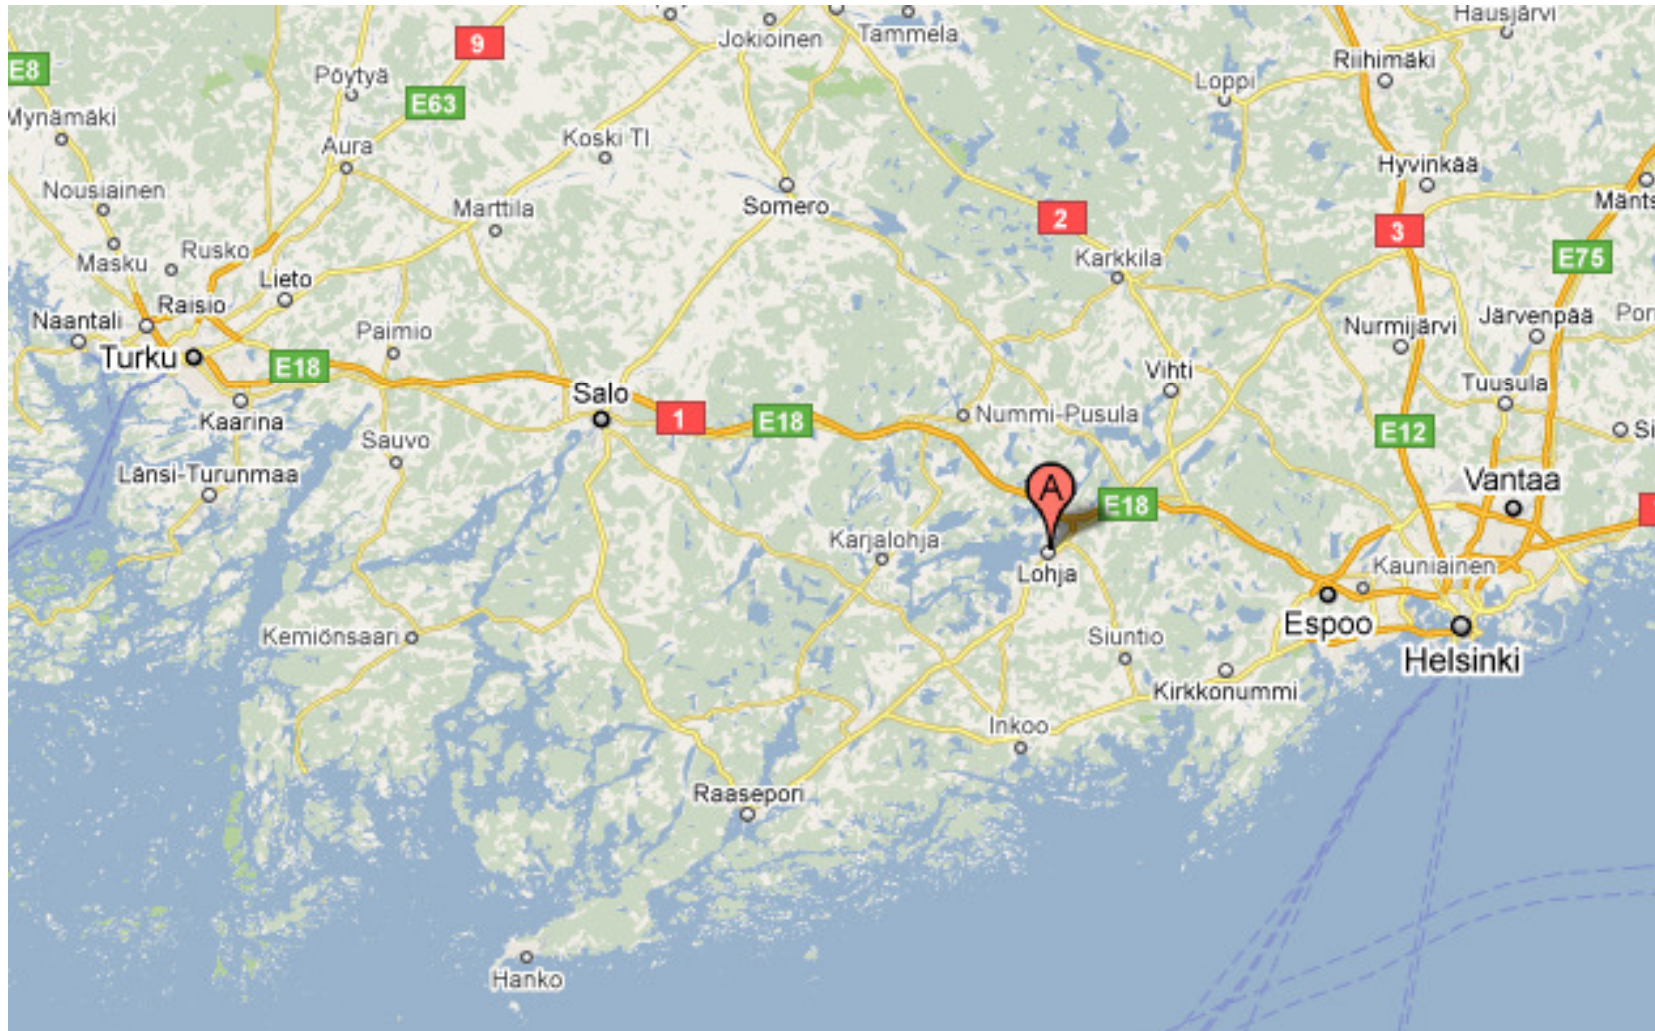 Hausjärvi
Jokioinen
Tammela
9
E8
Riihimäki
Pöytyä
Loppi
E63
Mynämäki
Koski Tl
Aura
Hyvinkää
Nousiainen
Marttila
Somero
Mänts
2
3
Rusko
Masku
Karkkila
E75
Lieto
Raisio
Naantali
Paimio
Nurmijärvi
Järvenpää
Por
Turku
E18
Vihti
Tuusula
Salo
1
E18
Nummi-Pusula
Kaarina
Sauvo
E12
Si
Länsi-Turunmaa
A
E18
Vantaa
Karjalohja
Lohja
Kauniainen
Kemiönsaari
Siuntio
Espoo
Helsinki
Kirkkonummi
Inkoo
Raasepori
Hanko